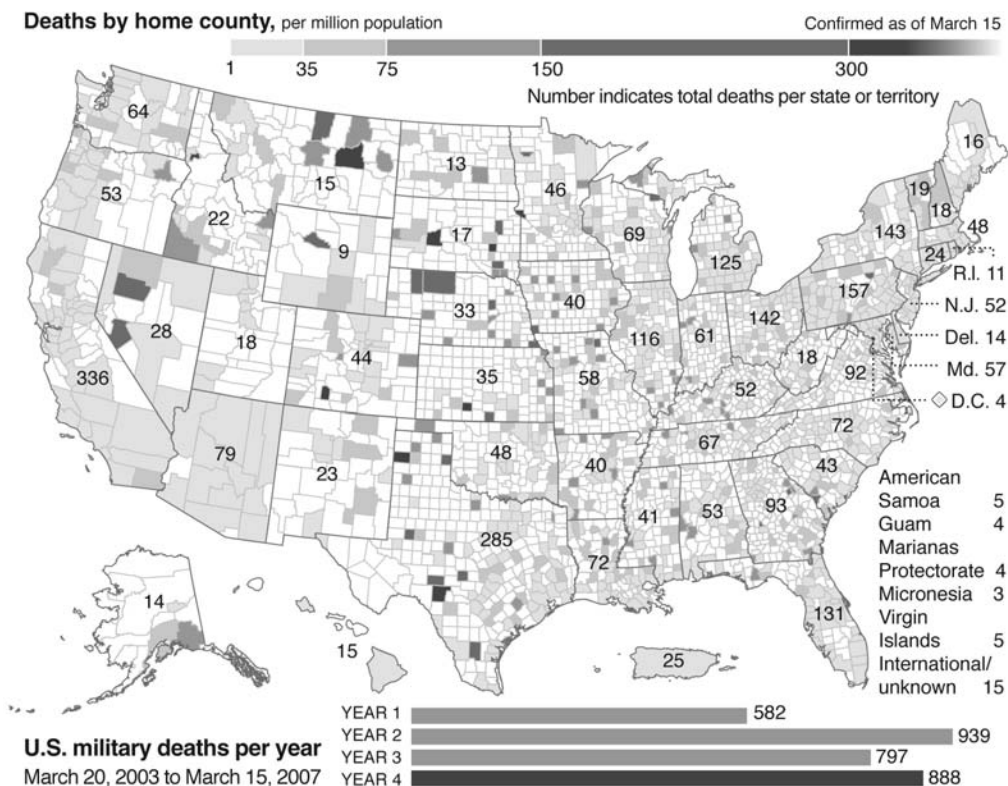 Deaths by home county, per million population
Confirmed as of March 15
1 35 75 150 300
Number indicates total deaths per state or territory
64
13
16
53
15
46
19
18
22
17
69
143
48
9
125
24
R.I. 11
33
40
157
N.J. 52
28
18
142
Del. 14
44
116
61
18
Md. 57
336
35
58
52
92
D.C. 4
79
67
72
23
48
40
43
American
Samoa 5
285
41
53
93
Guam 4
72
Marianas
Protectorate 4
Micronesia 3
14
131
Virgin
Islands 5
15
25
International/
unknown 15
U.S. military deaths per year
March 20, 2003 to March 15, 2007
YEAR 1 582
YEAR 2 939
YEAR 3 797
YEAR 4 888